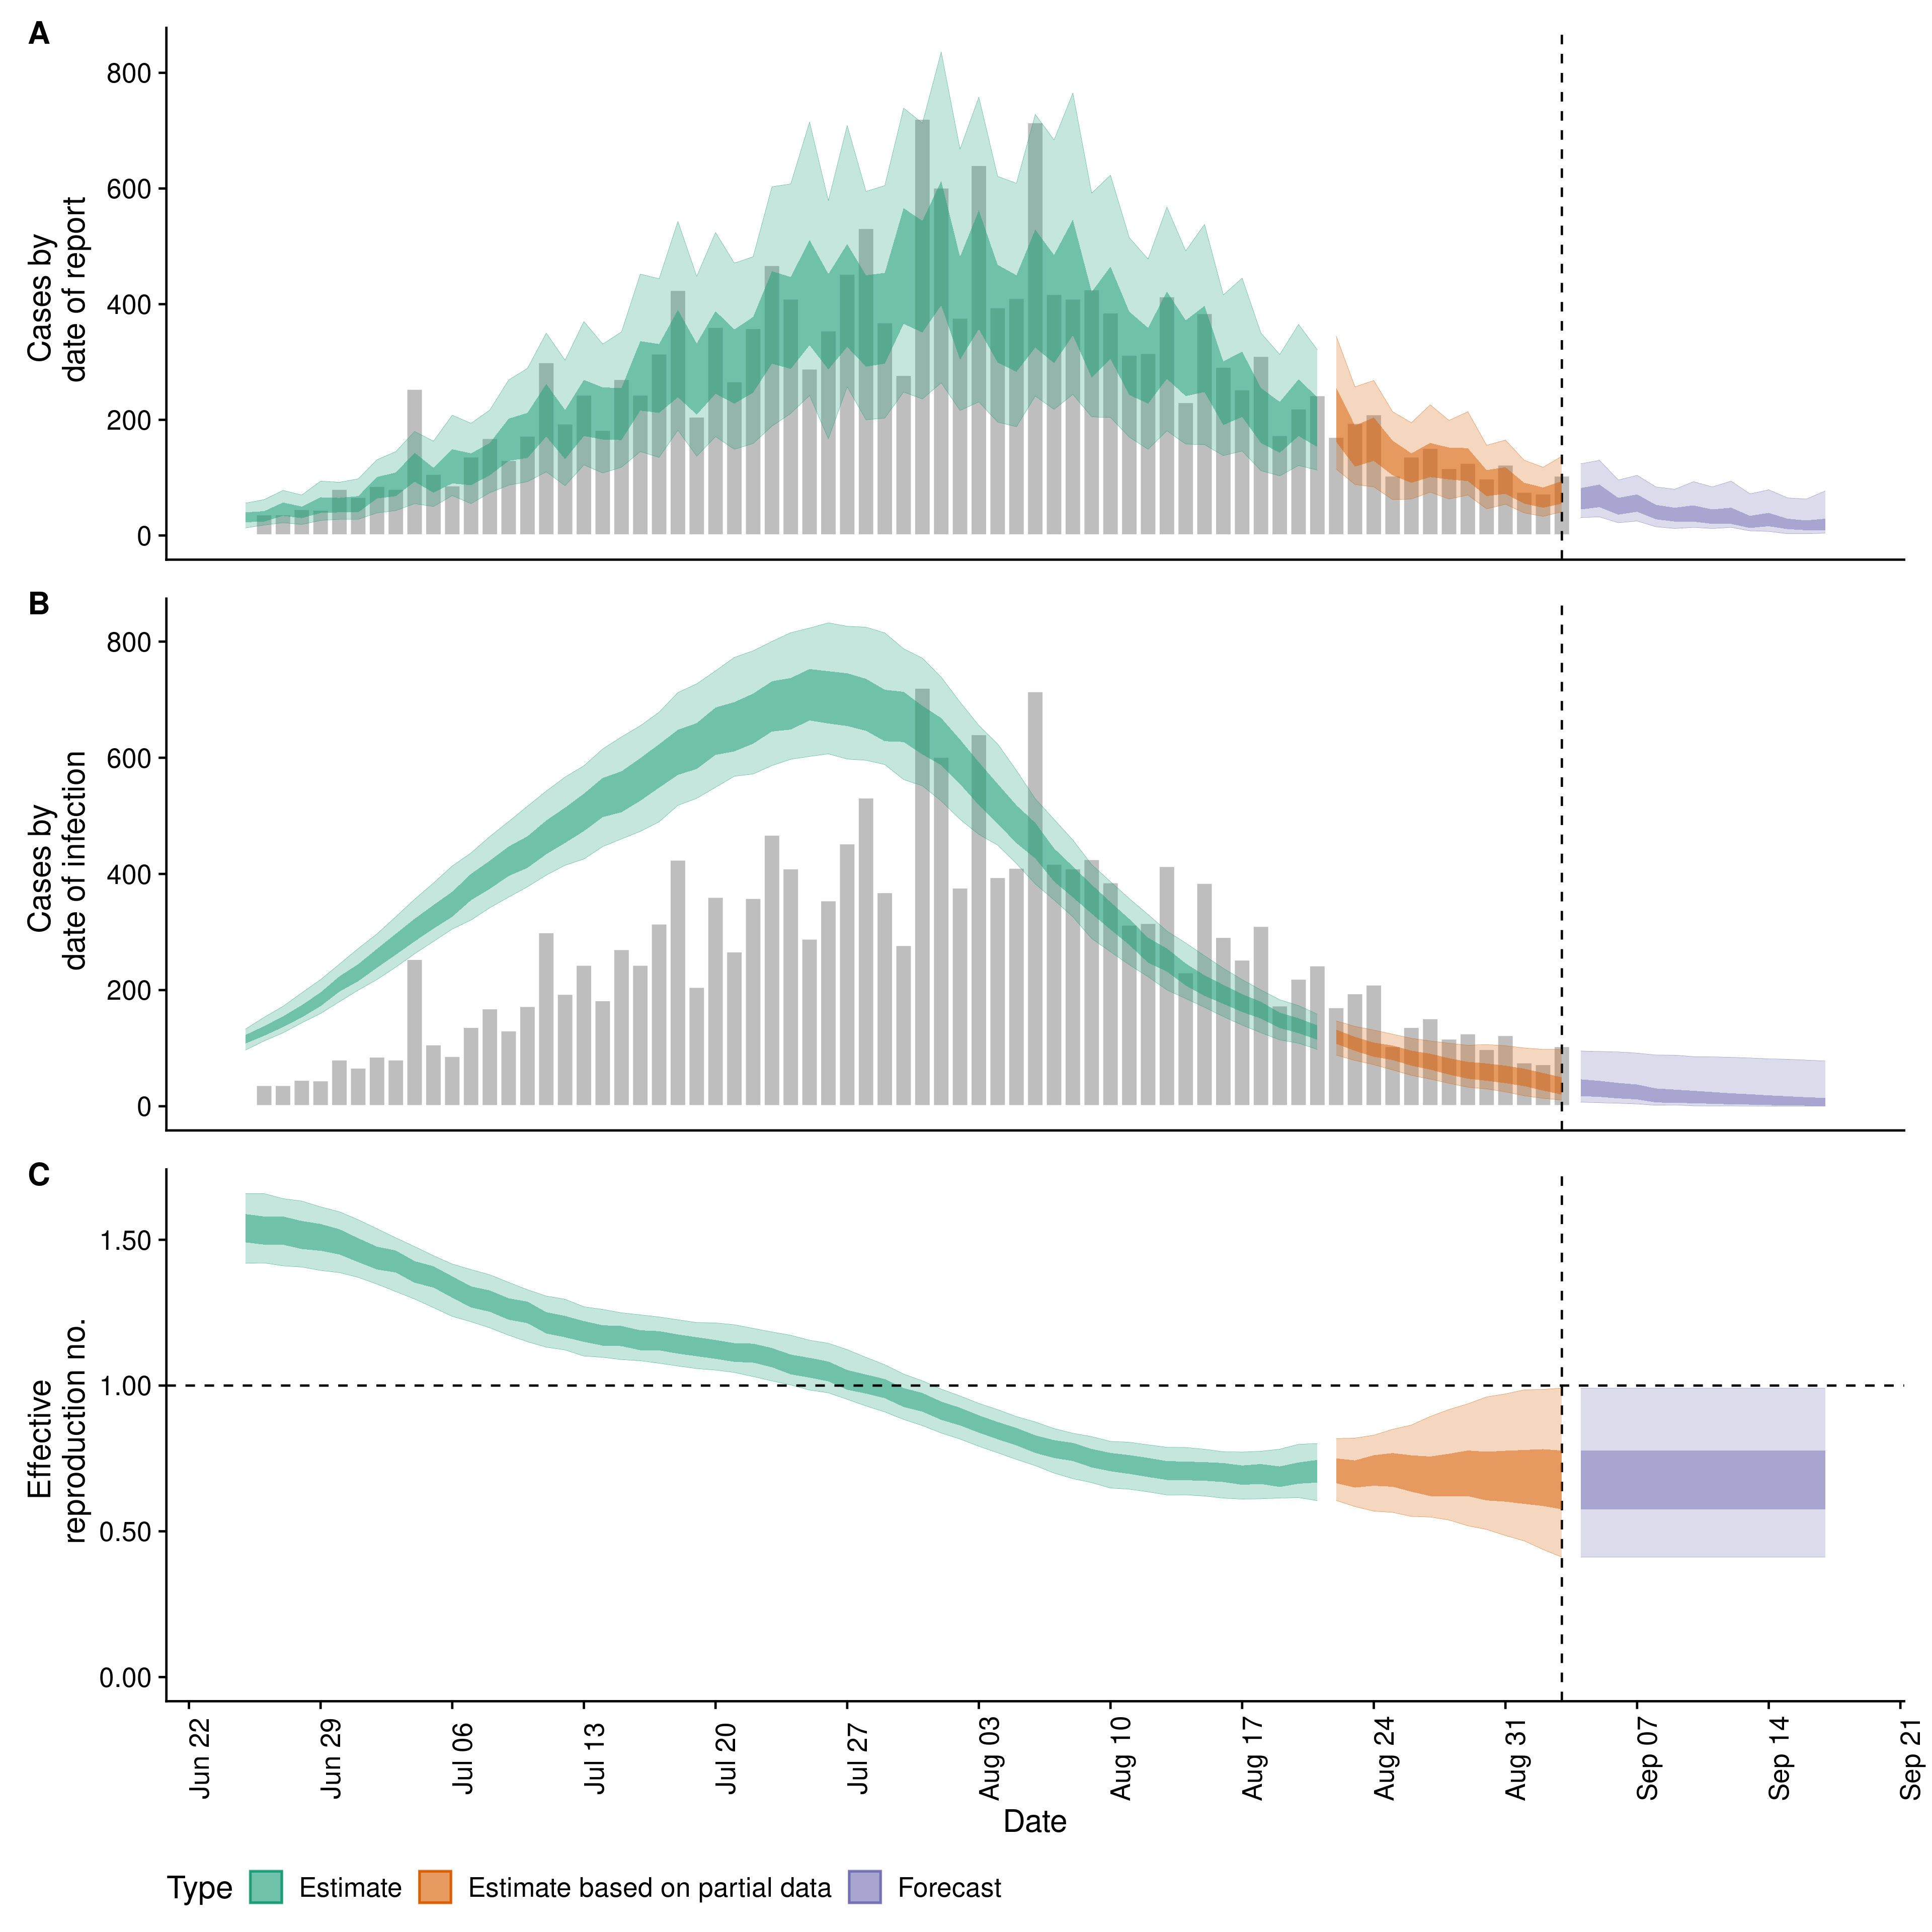 A
800
600
400
200
0
Cases by
date of report
B
800
600
400
200
0
Cases by
date of infection
C
1.50
1.00
0.50
0.00
Effective
reproduction no.
Jun 22
Jun 29
Jul 06
Jul 13
Jul 20
Jul 27
Aug 03
Aug 10
Aug 17
Aug 24
Aug 31
Sep 07
Sep 14
Sep 21
Date
Type Estimate Estimate based on partial data Forecast